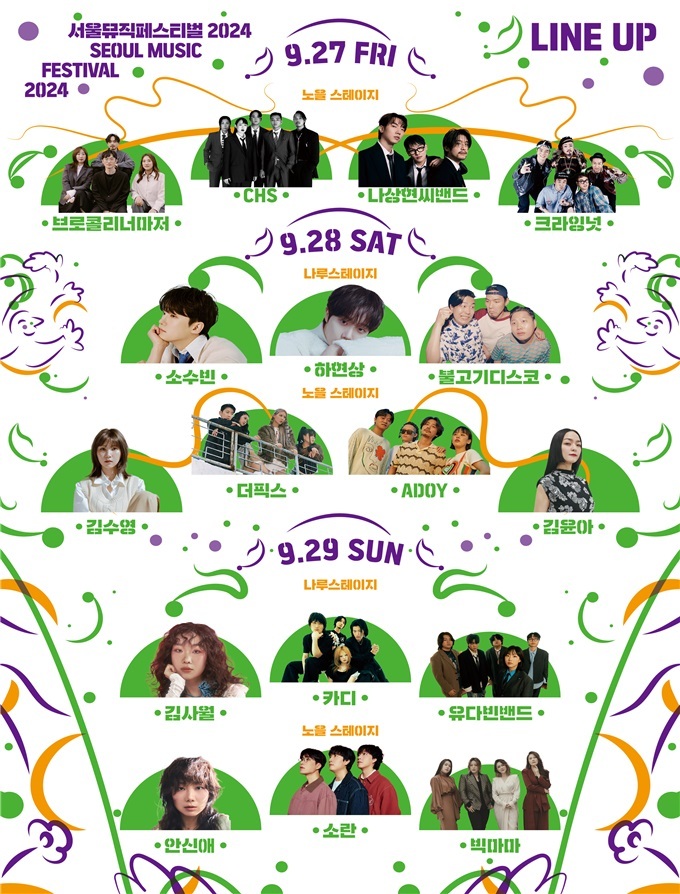 서울뮤직페스티벌 2024
SEOUL MUSIC
FESTIVAL
2024
LINE UP
9.27 FRI
노을 스테이지
브로콜리너마저
CHS
나상현씨밴드
크라잉넛
9.28 SAT
나루스테이지
소수빈
하현상
불고기디스코
노을 스테이지
김수영
더픽스
ADOY
김윤아
9.29 SUN
나루스테이지
김사월
카디
유다빈밴드
노을 스테이지
안신애
소란
빅마마